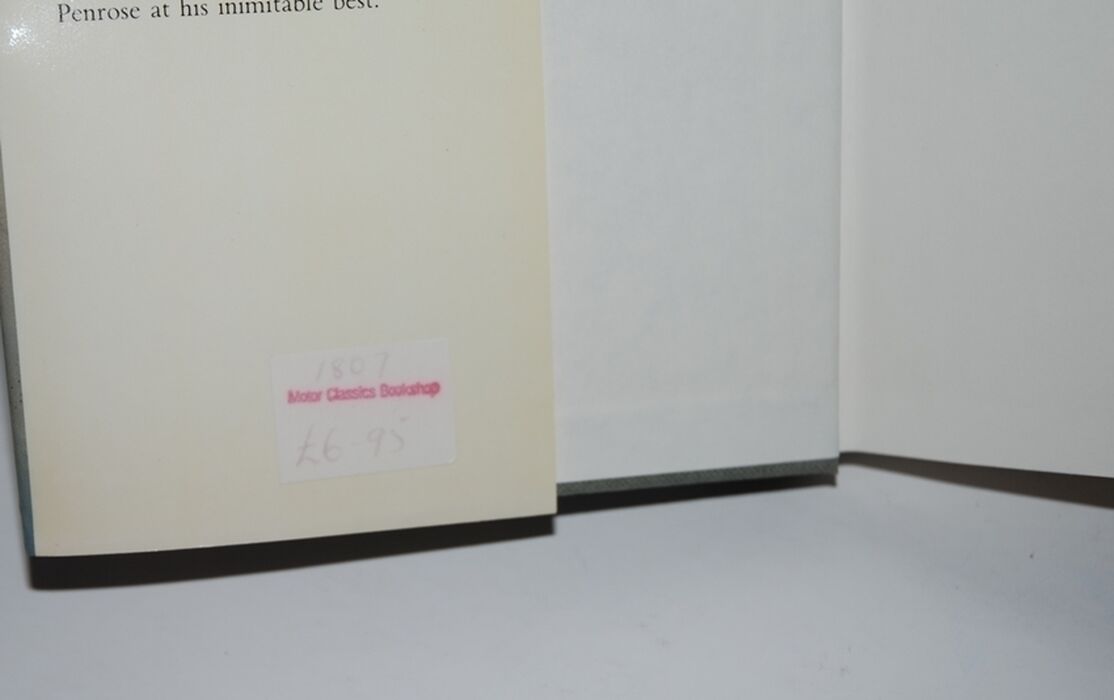 Penrose at his inimitable best.
1807
Motor Classics Bookshop
£6-95